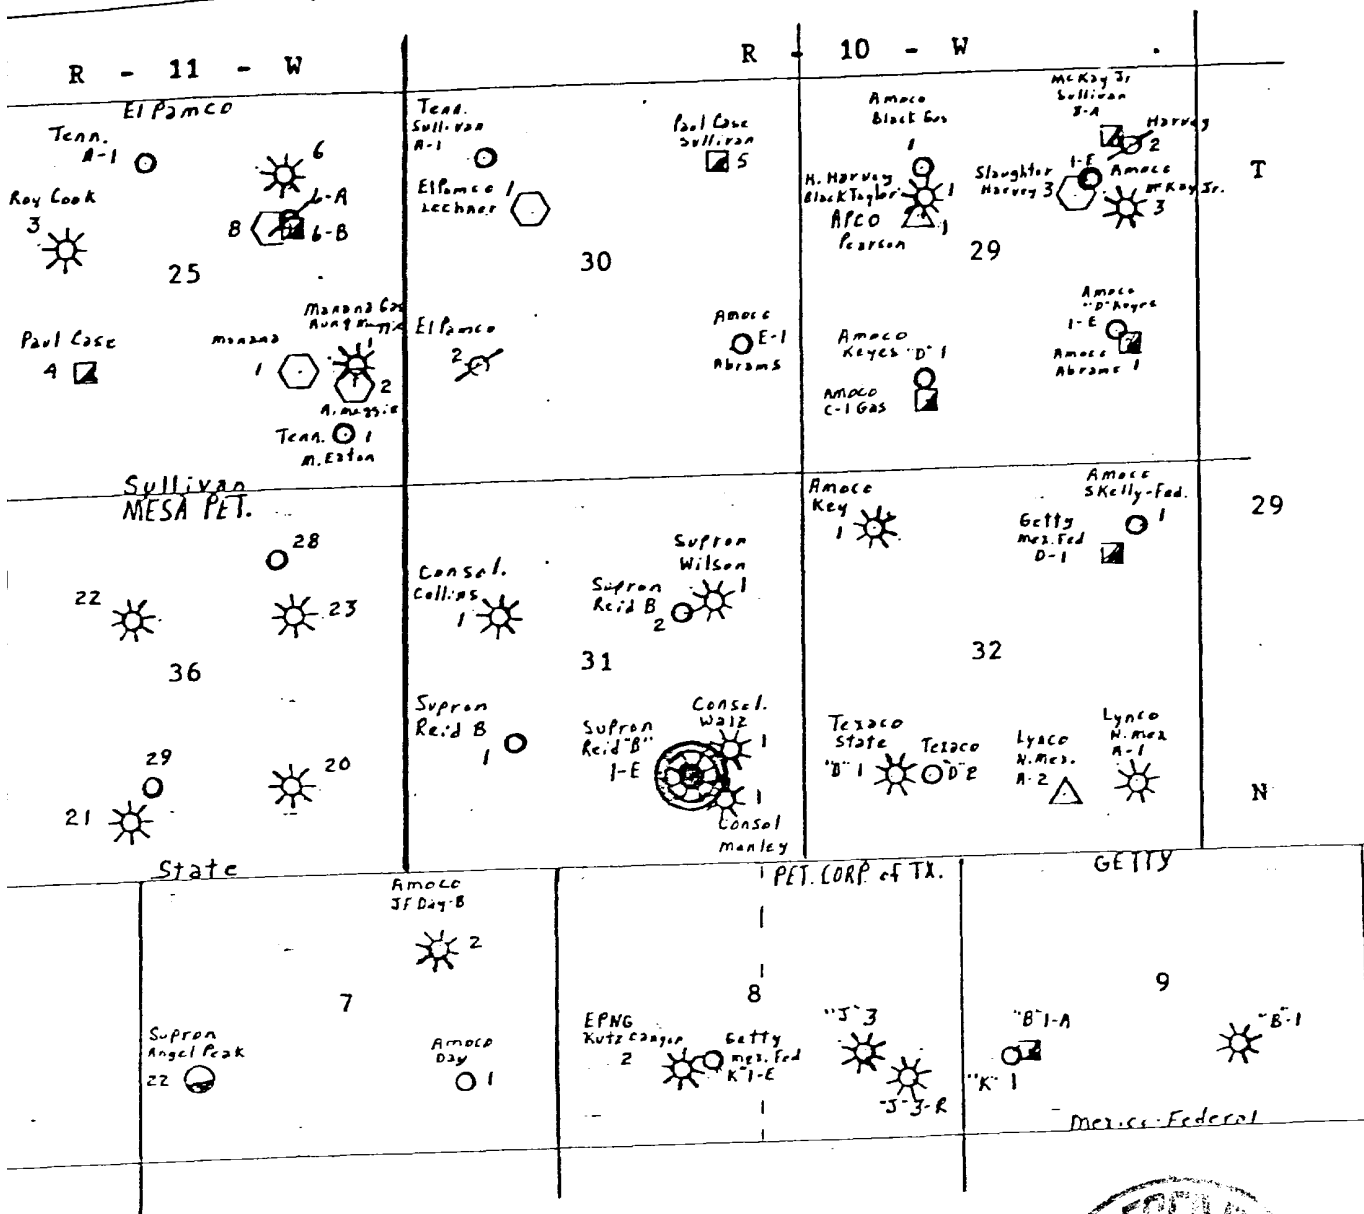 R - 11 - W
R - 10 - W
T
29
N
El Pamco
Tenn.
A-1
6
6-A
8
6-B
Roy Cook
3
25
Paul Case
4
Manana
1
Manana Gas
1
2
A. Maggie
Tenn.
1
M. Eaton
Sullivan
Tenn.
Sullivan
A-1
Paul Case
Sullivan
5
El Pamco 1
Lechner
30
El Pamco
2
Amoco
E-1
Abrams
Amoco
Black Gas
1
H. Harvey
Black Taylor
1
APCO
1
Pearson
McKay Jr
Sullivan
3-A
Harvey
2
Slaughter
Harvey 3
1-E
Amoco
McKay Jr.
3
29
Amoco
Keyes "D" 1
Amoco
C-1 Gas
Amoco
"D" Keyes
1-E
Amoco
Abrams 1
MESA PET.
28
22
23
36
29
20
21
State
Consol.
Collins
1
Supron
Wilson
1
Supron
Reid B
2
31
Supron
Reid B
1
Supron
Reid "B"
1-E
Consol.
Walz
1
1
Consol
Manley
Amoco
Key
1
Amoco
Skelly-Fed.
1
Getty
Mex. Fed
D-1
32
Texaco
State
"D" 1
Texaco
"D" 2
Lynco
N. Mex.
A-2
Lynco
N. Mex
A-1
Amoco
JF Day-B
2
7
Supron
Angel Peak
22
Amoco
Day
1
PET. CORP. of TX.
8
EPNG
Kutz Canyon
2
Getty
Mex. Fed
"K" 1-E
"J" 3
"J" 3-R
GETTY
9
"B" 1-A
"B"-1
"K" 1
Mexico-Federal